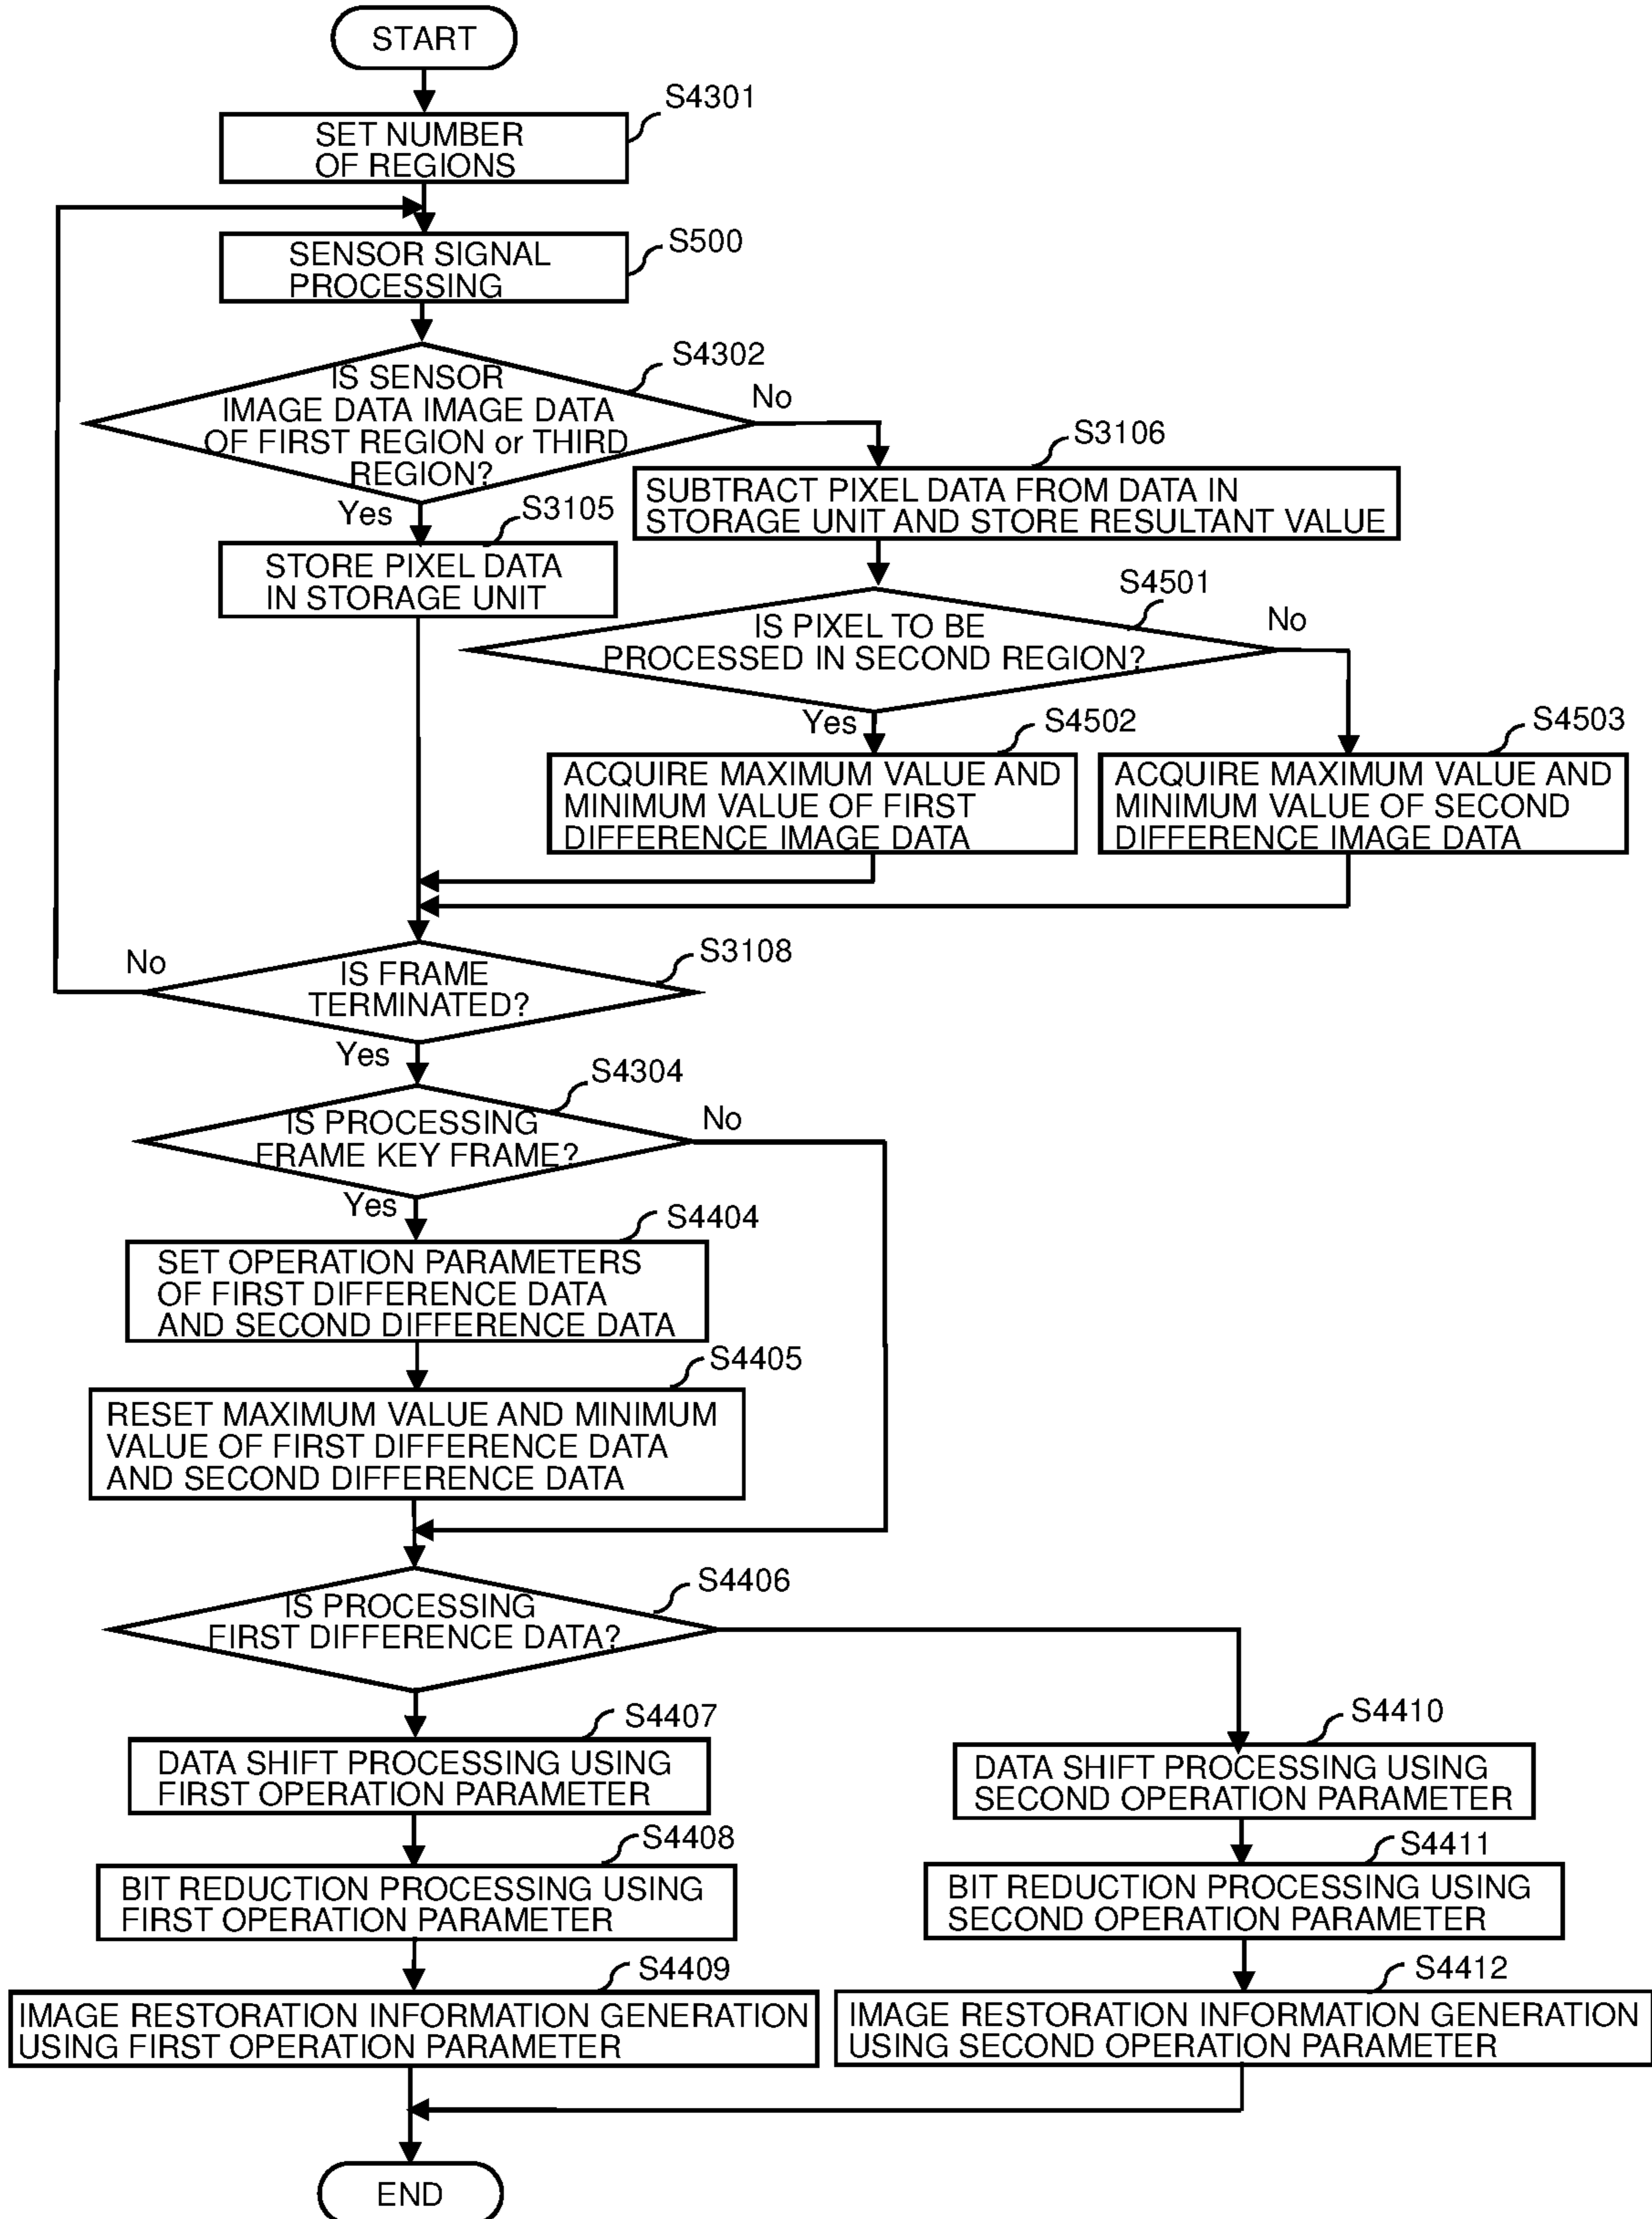 START
S4301
SET NUMBER
OF REGIONS
S500
SENSOR SIGNAL
PROCESSING
S4302
IS SENSOR
IMAGE DATA IMAGE DATA
OF FIRST REGION or THIRD
REGION?
No
Yes
S3106
SUBTRACT PIXEL DATA FROM DATA IN
STORAGE UNIT AND STORE RESULTANT VALUE
S3105
STORE PIXEL DATA
IN STORAGE UNIT
S4501
IS PIXEL TO BE
PROCESSED IN SECOND REGION?
No
Yes
S4502
ACQUIRE MAXIMUM VALUE AND
MINIMUM VALUE OF FIRST
DIFFERENCE IMAGE DATA
S4503
ACQUIRE MAXIMUM VALUE AND
MINIMUM VALUE OF SECOND
DIFFERENCE IMAGE DATA
S3108
No
IS FRAME
TERMINATED?
Yes
S4304
IS PROCESSING
FRAME KEY FRAME?
No
Yes
S4404
SET OPERATION PARAMETERS
OF FIRST DIFFERENCE DATA
AND SECOND DIFFERENCE DATA
S4405
RESET MAXIMUM VALUE AND MINIMUM
VALUE OF FIRST DIFFERENCE DATA
AND SECOND DIFFERENCE DATA
S4406
IS PROCESSING
FIRST DIFFERENCE DATA?
S4407
DATA SHIFT PROCESSING USING
FIRST OPERATION PARAMETER
S4410
DATA SHIFT PROCESSING USING
SECOND OPERATION PARAMETER
S4408
BIT REDUCTION PROCESSING USING
FIRST OPERATION PARAMETER
S4411
BIT REDUCTION PROCESSING USING
SECOND OPERATION PARAMETER
S4409
IMAGE RESTORATION INFORMATION GENERATION
USING FIRST OPERATION PARAMETER
S4412
IMAGE RESTORATION INFORMATION GENERATION
USING SECOND OPERATION PARAMETER
END